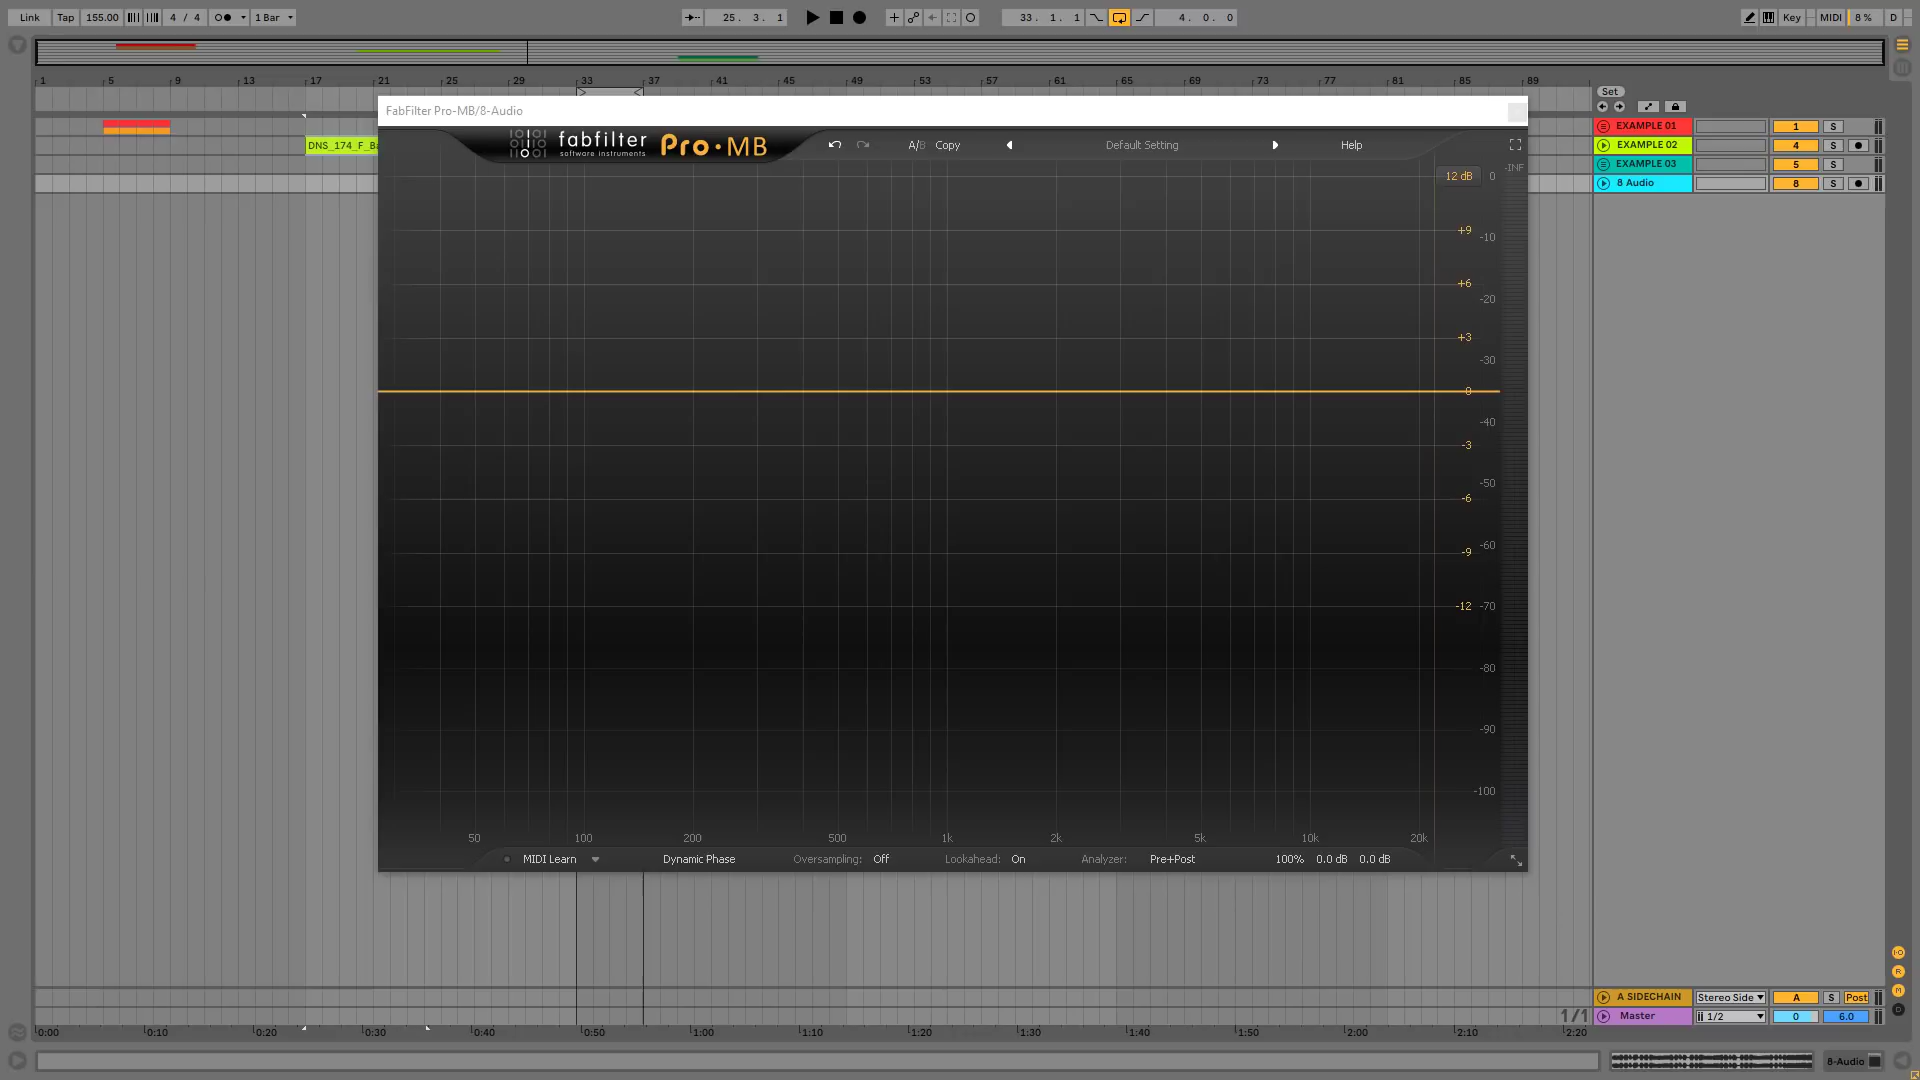 Link Tap 155.00 4 / 4 1 Bar 25. 3. 1 33. 1. 1 4. 0. 0 Key MIDI 8 % D
1 5 9 13 17 21 25 29 33 37 41 45 49 53 57 61 65 69 73 77 81 85 89
Set
FabFilter Pro-MB/8-Audio
fabfilter
software instruments
Pro·MB
A/B Copy Default Setting Help
EXAMPLE 01 1 S
DNS_174_F_Ba
EXAMPLE 02 4 S
EXAMPLE 03 5 S
8 Audio 8 S
-INF
12 dB 0
+9
-10
+6
-20
+3
-30
0
-40
-3
-50
-6
-60
-9
-12 -70
-80
-90
-100
50 100 200 500 1k 2k 5k 10k 20k
MIDI Learn Dynamic Phase Oversampling: Off Lookahead: On Analyzer: Pre+Post 100% 0.0 dB 0.0 dB
I·O
R
M
D
A SIDECHAIN Stereo Side A S Post
1/1
Master 1/2 0 6.0
0:00 0:10 0:20 0:30 0:40 0:50 1:00 1:10 1:20 1:30 1:40 1:50 2:00 2:10 2:20
8-Audio